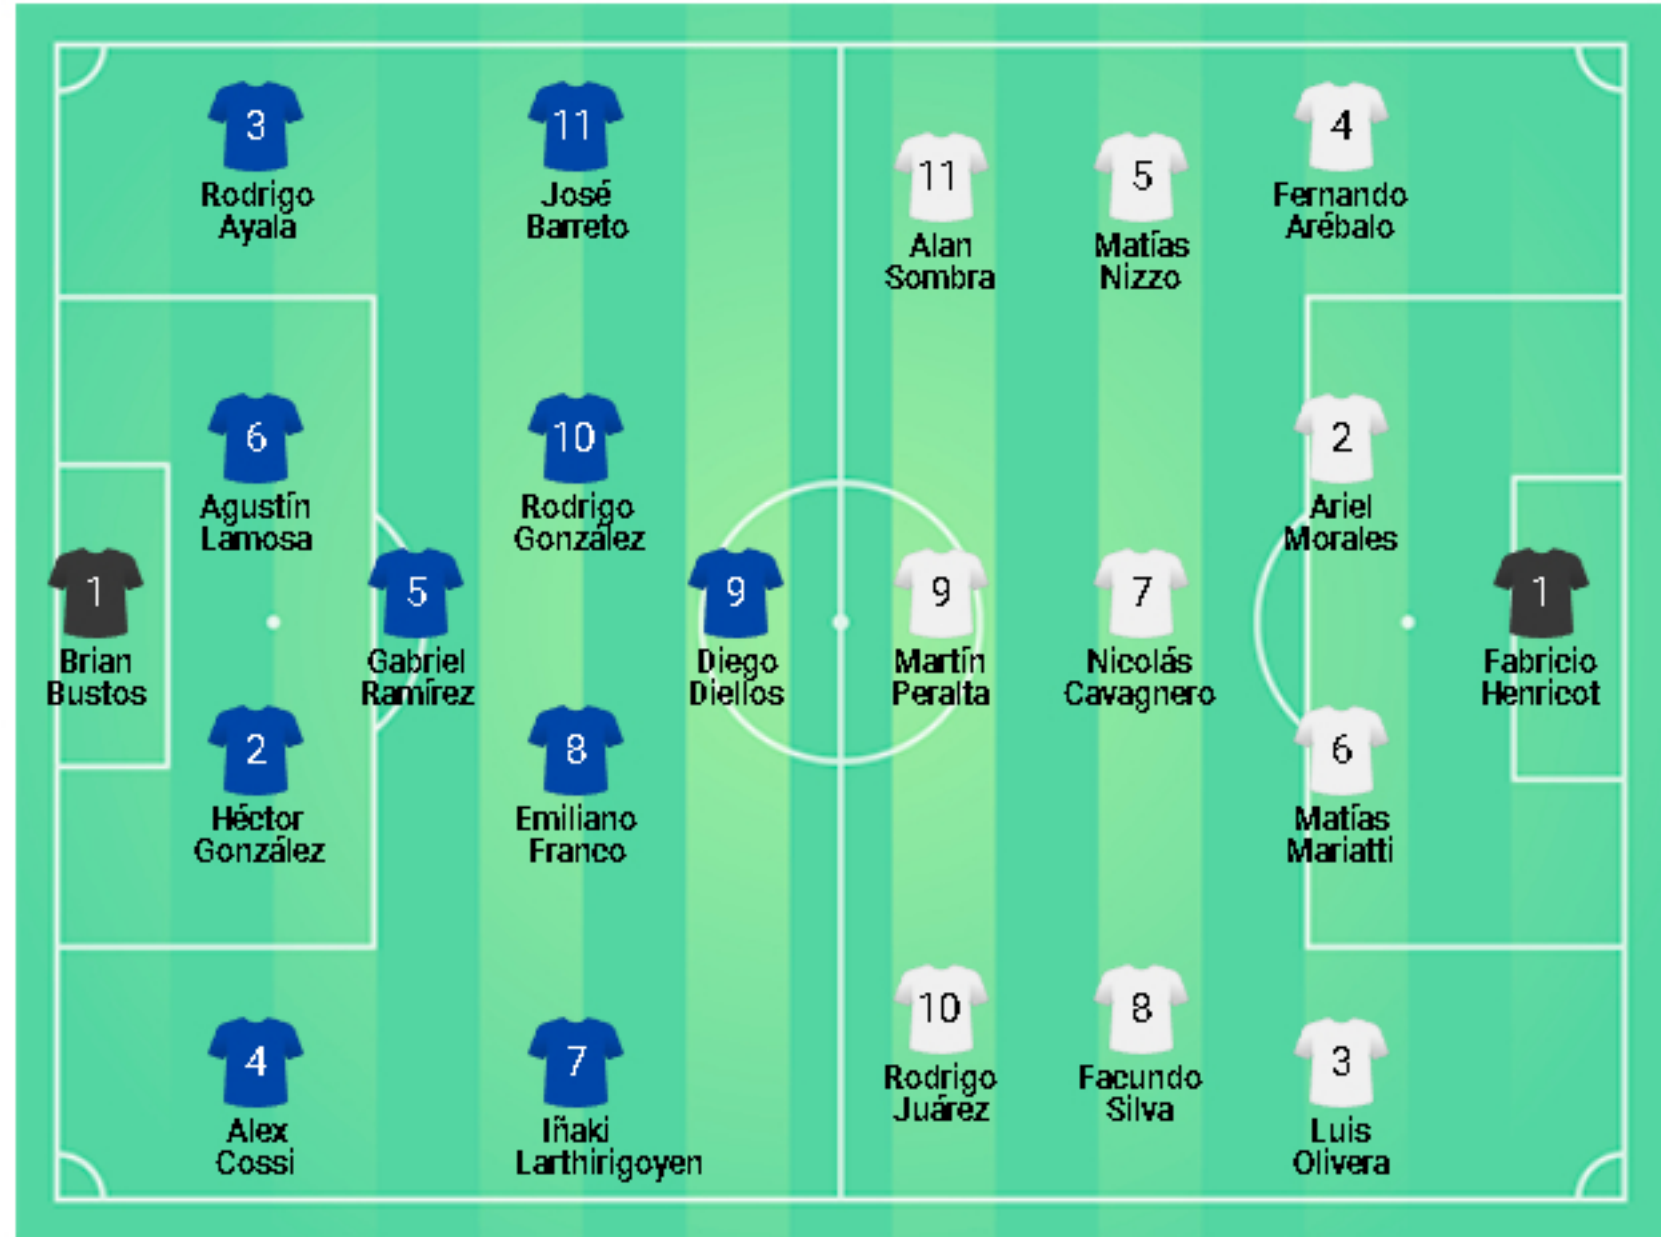 3
Rodrigo
Ayala
11
José
Barreto
11
Alan
Sombra
5
Matías
Nizzo
4
Fernando
Arébalo
6
Agustín
Lamosa
10
Rodrigo
González
2
Ariel
Morales
1
Brian
Bustos
5
Gabriel
Ramírez
9
Diego
Diellos
9
Martín
Peralta
7
Nicolás
Cavagnero
1
Fabricio
Henricot
2
Héctor
González
8
Emiliano
Franco
6
Matías
Mariatti
10
Rodrigo
Juárez
8
Facundo
Silva
4
Alex
Cossi
7
Iñaki
Larthirigoyen
3
Luis
Olivera